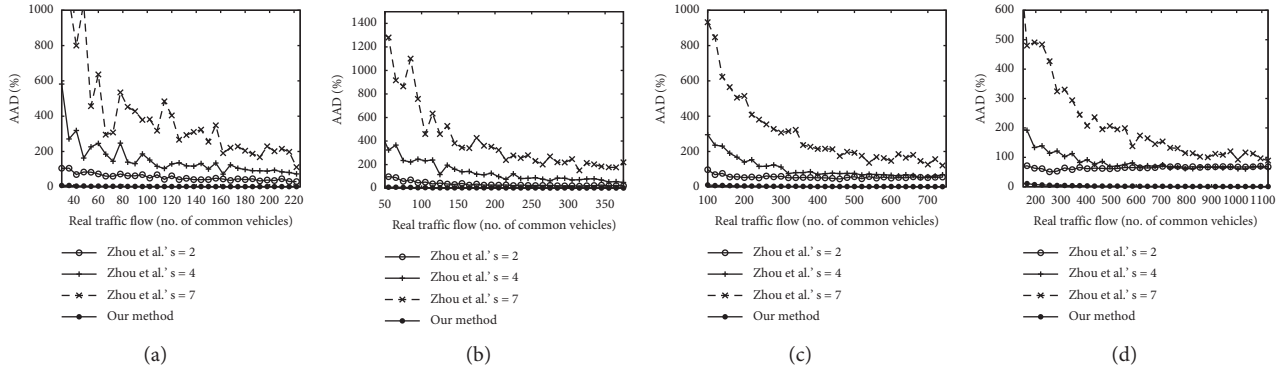 1000
800
600
400
200
0
AAD (%)
40 60 80 100 120 140 160 180 200 220
Real traffic flow (no. of common vehicles)
Zhou et al.' s = 2
Zhou et al.' s = 4
Zhou et al.' s = 7
Our method
(a)
1400
1200
1000
800
600
400
200
0
AAD (%)
50 100 150 200 250 300 350
Real traffic flow (no. of common vehicles)
Zhou et al.' s = 2
Zhou et al.' s = 4
Zhou et al.' s = 7
Our method
(b)
1000
800
600
400
200
0
AAD (%)
100 200 300 400 500 600 700
Real traffic flow (no. of common vehicles)
Zhou et al.' s = 2
Zhou et al.' s = 4
Zhou et al.' s = 7
Our method
(c)
600
500
400
300
200
100
0
AAD (%)
200 300 400 500 600 700 800 900 1000 1100
Real traffic flow (no. of common vehicles)
Zhou et al.' s = 2
Zhou et al.' s = 4
Zhou et al.' s = 7
Our method
(d)